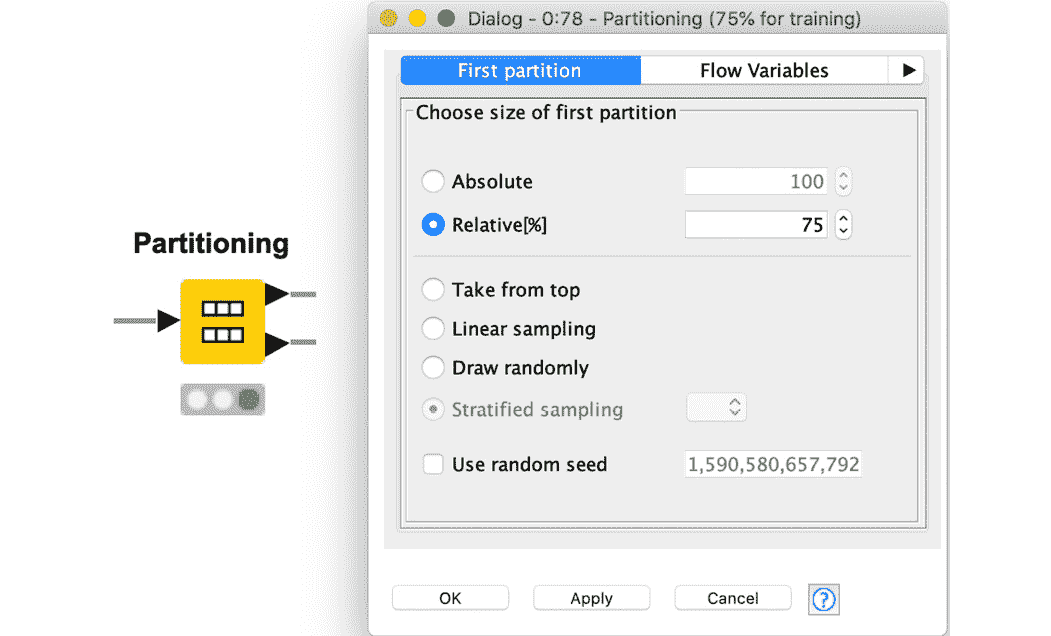 Dialog - 0:78 - Partitioning (75% for training)
First partition Flow Variables
Choose size of first partition
Absolute 100
Relative[%] 75
Partitioning
Take from top
Linear sampling
Draw randomly
Stratified sampling
Use random seed 1,590,580,657,792
OK Apply Cancel ?